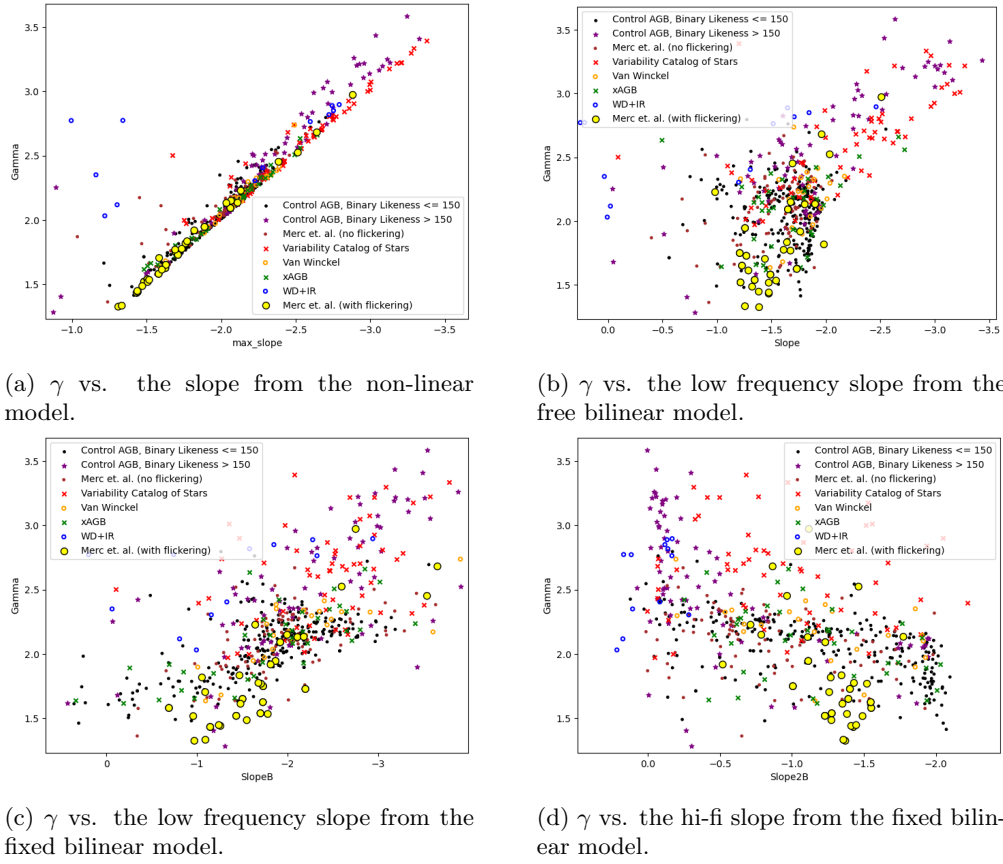 3.5
3.0
2.5
2.0
1.5
Gamma
−1.0
−1.5
−2.0
−2.5
−3.0
−3.5
max_slope
Control AGB, Binary Likeness <= 150
Control AGB, Binary Likeness > 150
Merc et. al. (no flickering)
Variability Catalog of Stars
Van Winckel
xAGB
WD+IR
Merc et. al. (with flickering)
(a) γ vs. the slope from the non-linear
model.
3.5
3.0
2.5
2.0
1.5
Gamma
Control AGB, Binary Likeness <= 150
Control AGB, Binary Likeness > 150
Merc et. al. (no flickering)
Variability Catalog of Stars
Van Winckel
xAGB
WD+IR
Merc et. al. (with flickering)
0.0
−0.5
−1.0
−1.5
−2.0
−2.5
−3.0
−3.5
Slope
(b) γ vs. the low frequency slope from the
free bilinear model.
3.5
3.0
2.5
2.0
1.5
Gamma
Control AGB, Binary Likeness <= 150
Control AGB, Binary Likeness > 150
Merc et. al. (no flickering)
Variability Catalog of Stars
Van Winckel
xAGB
WD+IR
Merc et. al. (with flickering)
0
−1
−2
−3
SlopeB
(c) γ vs. the low frequency slope from the
fixed bilinear model.
3.5
3.0
2.5
2.0
1.5
Gamma
Control AGB, Binary Likeness <= 150
Control AGB, Binary Likeness > 150
Merc et. al. (no flickering)
Variability Catalog of Stars
Van Winckel
xAGB
WD+IR
Merc et. al. (with flickering)
0.0
−0.5
−1.0
−1.5
−2.0
Slope2B
(d) γ vs. the hi-fi slope from the fixed bilin-
ear model.